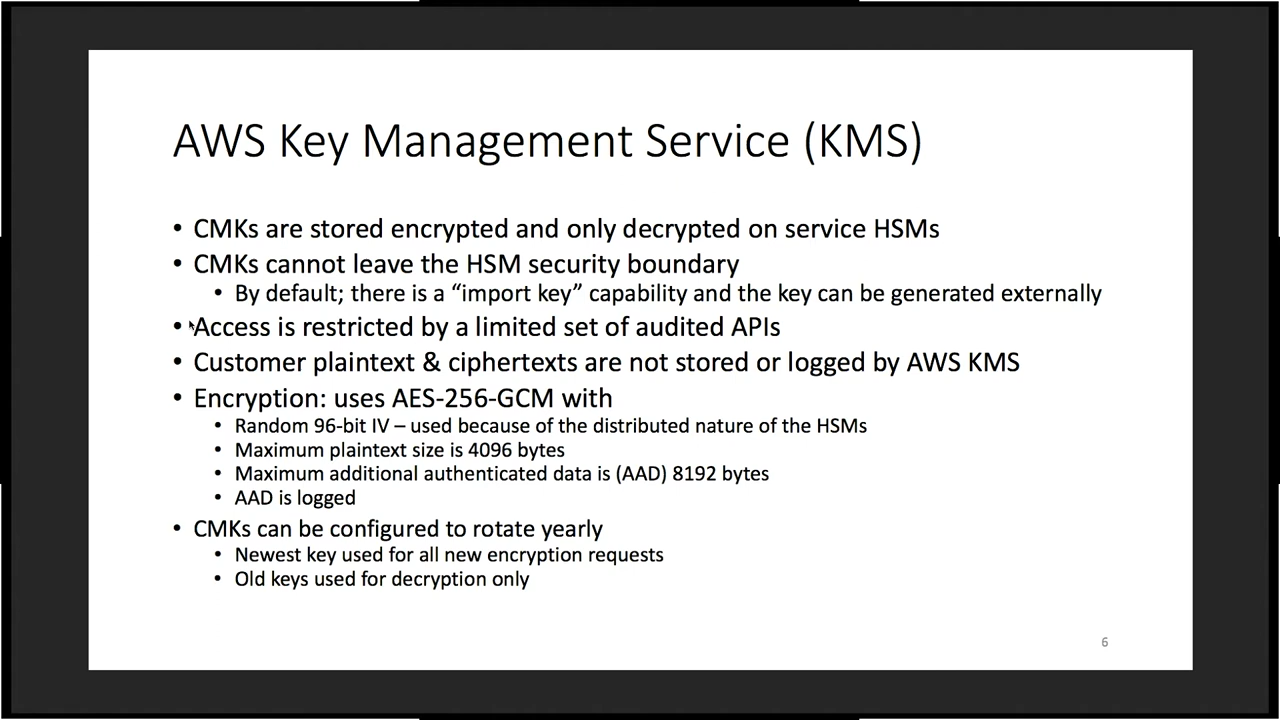 AWS Key Management Service (KMS)
• CMKs are stored encrypted and only decrypted on service HSMs
• CMKs cannot leave the HSM security boundary
• By default; there is a “import key” capability and the key can be generated externally
• Access is restricted by a limited set of audited APIs
• Customer plaintext & ciphertexts are not stored or logged by AWS KMS
• Encryption: uses AES-256-GCM with
• Random 96-bit IV – used because of the distributed nature of the HSMs
• Maximum plaintext size is 4096 bytes
• Maximum additional authenticated data is (AAD) 8192 bytes
• AAD is logged
• CMKs can be configured to rotate yearly
• Newest key used for all new encryption requests
• Old keys used for decryption only
6